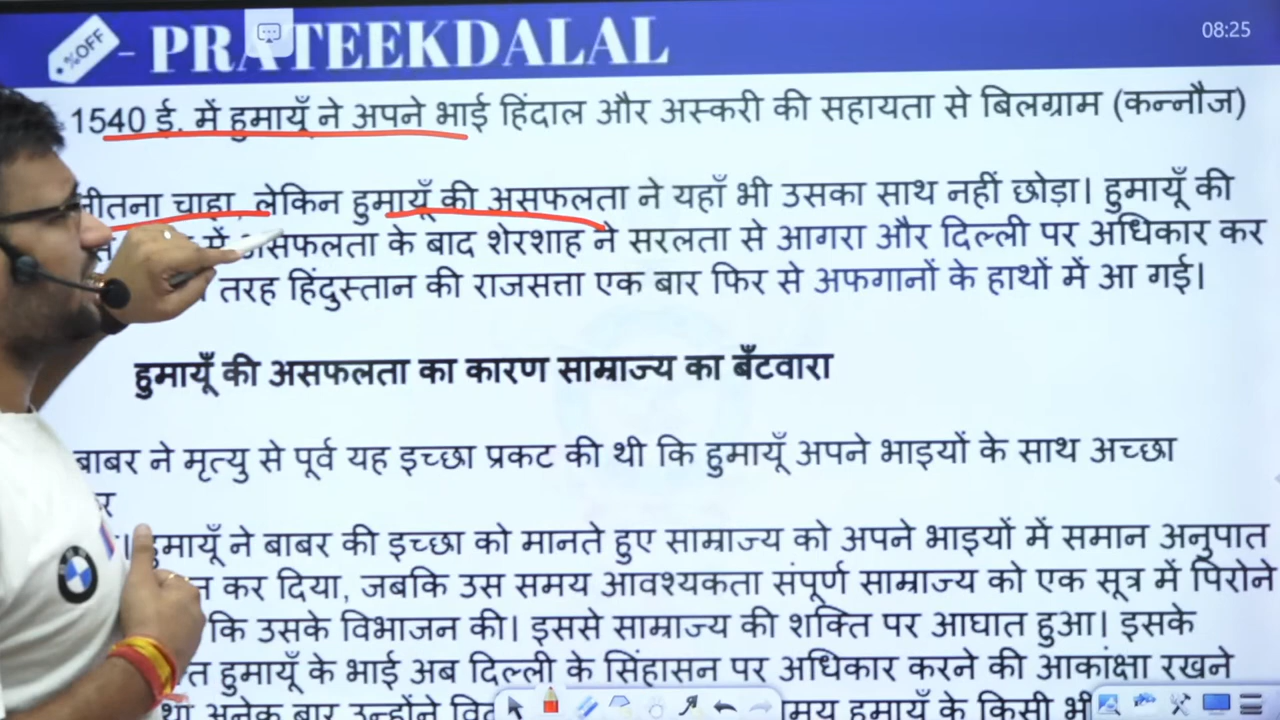 %OFF - PRATEEKDALAL
08:25
1540 ई. में हुमायूँ ने अपने भाई हिंदाल और अस्करी की सहायता से बिलग्राम (कन्नौज)
चाहा, लेकिन हुमायूँ की असफलता ने यहाँ भी उसका साथ नहीं छोड़ा। हुमायूँ की
में असफलता के बाद शेरशाह ने सरलता से आगरा और दिल्ली पर अधिकार कर
तरह हिंदुस्तान की राजसत्ता एक बार फिर से अफगानों के हाथों में आ गई।
हुमायूँ की असफलता का कारण साम्राज्य का बँटवारा
बाबर ने मृत्यु से पूर्व यह इच्छा प्रकट की थी कि हुमायूँ अपने भाइयों के साथ अच्छा
हुमायूँ ने बाबर की इच्छा को मानते हुए साम्राज्य को अपने भाइयों में समान अनुपात
कर दिया, जबकि उस समय आवश्यकता संपूर्ण साम्राज्य को एक सूत्र में पिरोने
कि उसके विभाजन की। इससे साम्राज्य की शक्ति पर आघात हुआ। इसके
हुमायूँ के भाई अब दिल्ली के सिंहासन पर अधिकार करने की आकांक्षा रखने
अनेक बार उन्होंने हुमायूँ के किसी भी